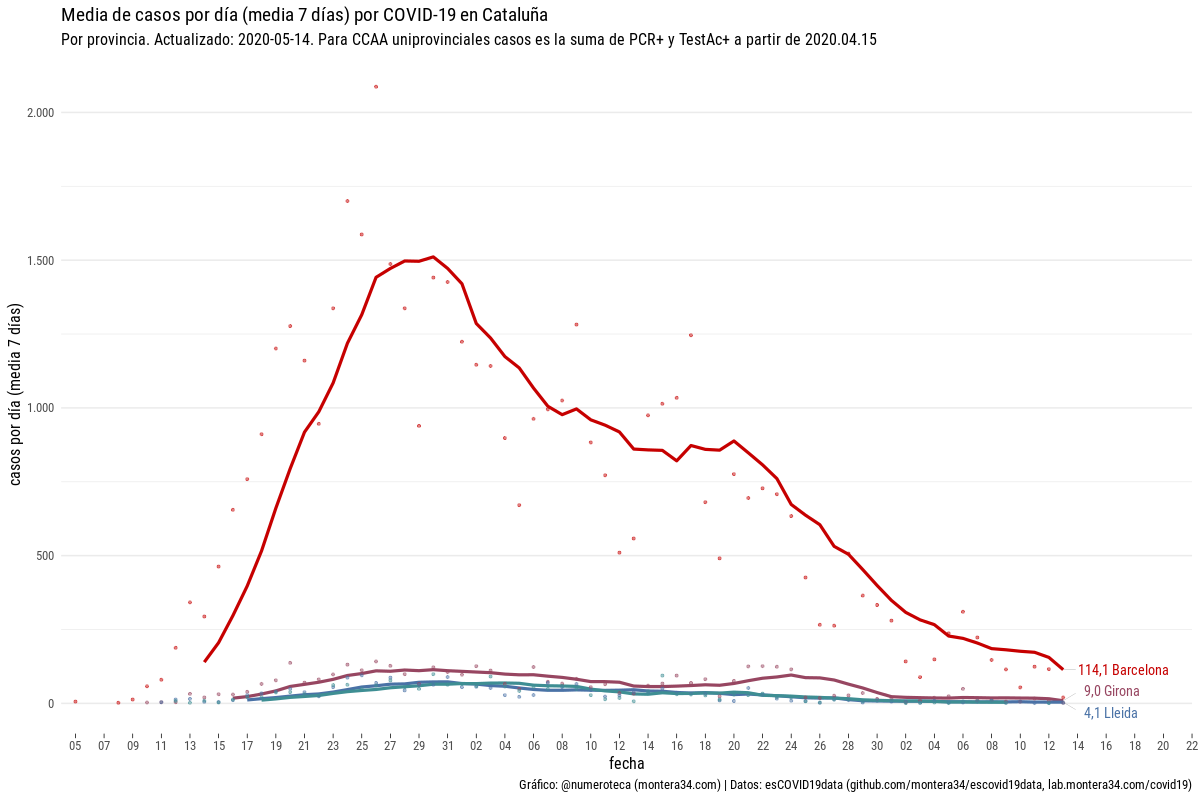 Media de casos por día (media 7 días) por COVID-19 en Cataluña
Por provincia. Actualizado: 2020-05-14. Para CCAA uniprovinciales casos es la suma de PCR+ y TestAc+ a partir de 2020.04.15
casos por día (media 7 días)
2.000
1.500
1.000
500
0
114,1 Barcelona
9,0 Girona
4,1 Lleida
05 07 09 11 13 15 17 19 21 23 25 27 29 31 02 04 06 08 10 12 14 16 18 20 22 24 26 28 30 02 04 06 08 10 12 14 16 18 20 22
fecha
Gráfico: @numeroteca (montera34.com) | Datos: esCOVID19data (github.com/montera34/escovid19data, lab.montera34.com/covid19)